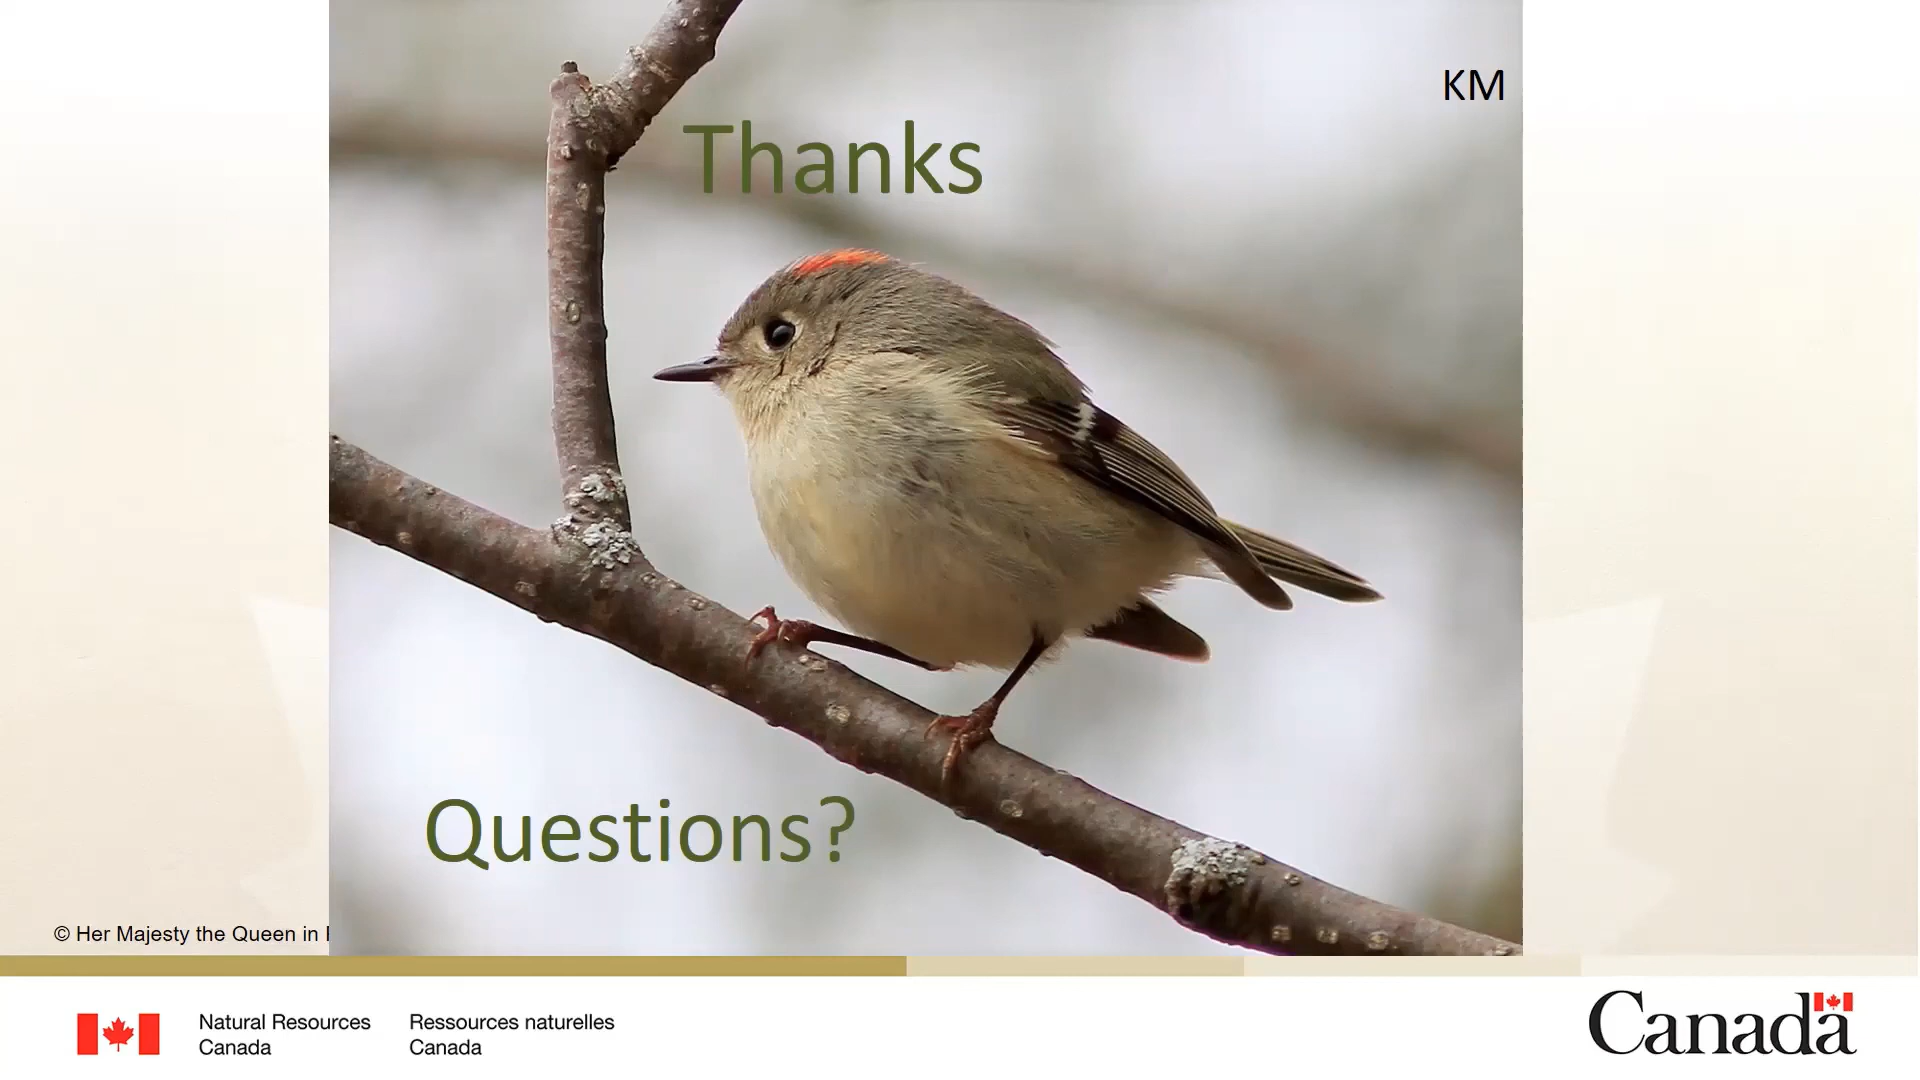 KM
Thanks
Questions?
© Her Majesty the Queen in
Natural Resources
Canada
Ressources naturelles
Canada
Canada